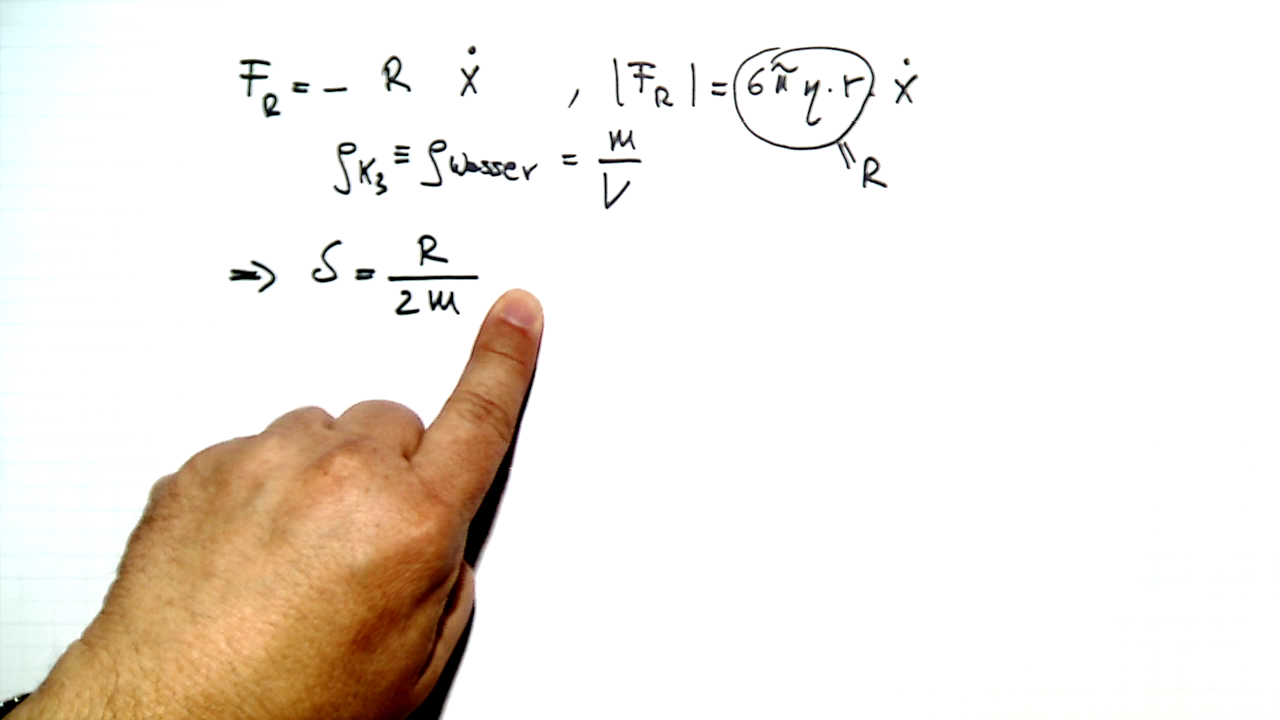 F_R = - R ẋ , |F_R| = 6π η · r · ẋ
= R
ρ_K3 ≡ ρ_Wasser = m/V
⇒ δ = R/2m